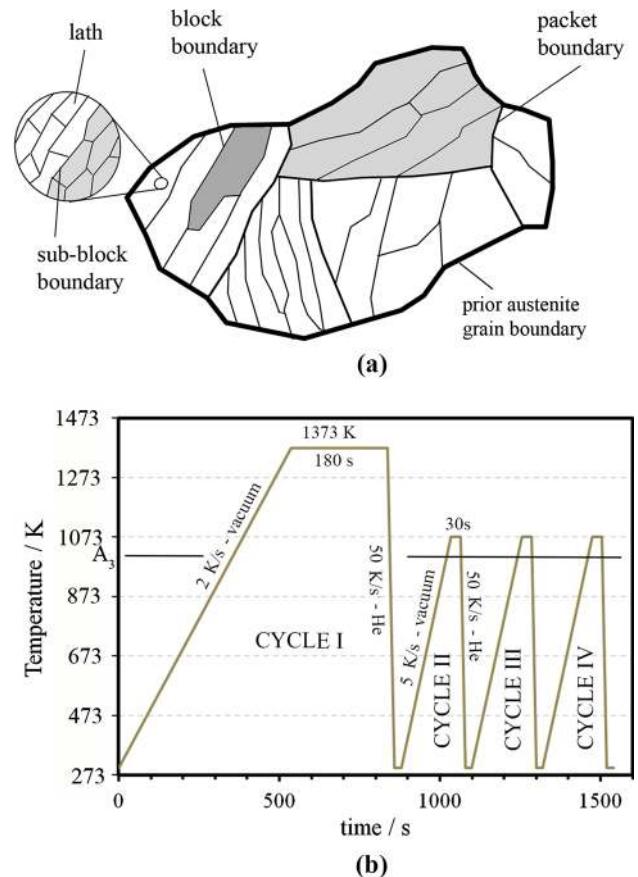 lath
block
boundary
packet
boundary
sub-block
boundary
prior austenite
grain boundary
(a)
1473
1273
1073
A3
873
673
473
273
Temperature / K
1373 K
180 s
2 K/s - vacuum
50 K/s - He
CYCLE I
5 K/s - vacuum
30s
50 K/s - He
CYCLE II
CYCLE III
CYCLE IV
0 500 1000 1500
time / s
(b)